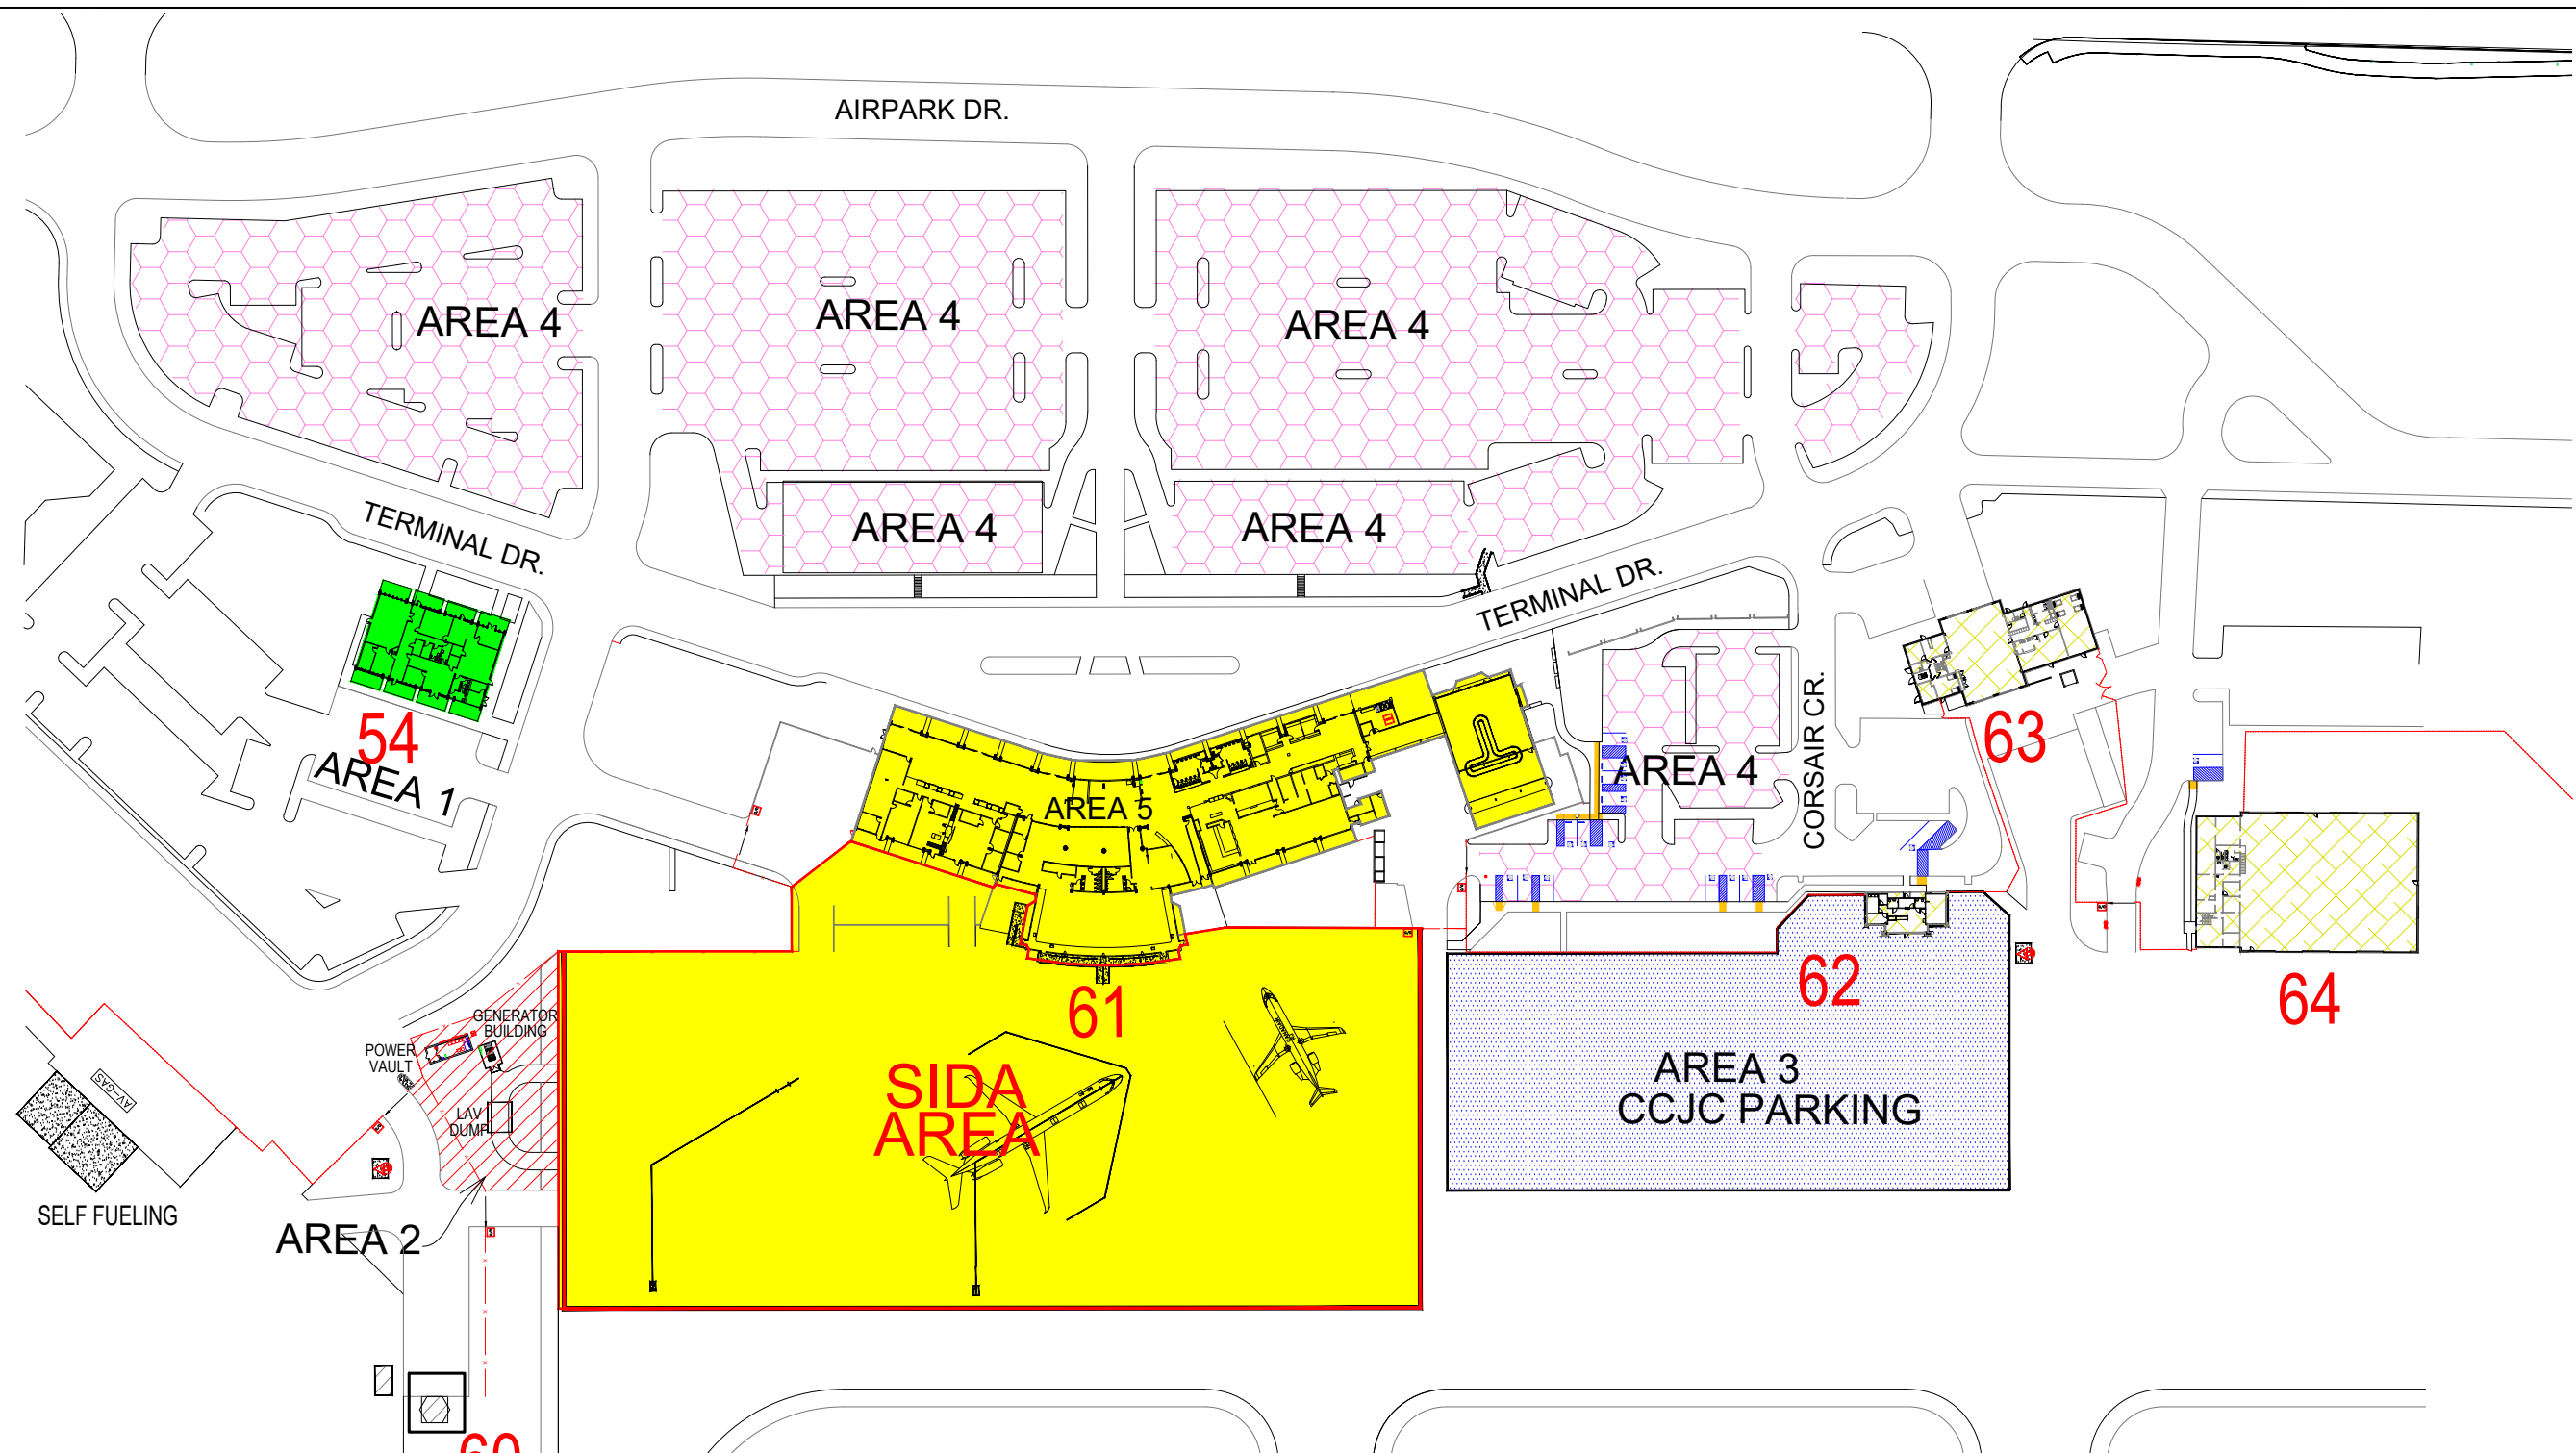 AIRPARK DR.
AREA 4
AREA 4
AREA 4
TERMINAL DR.
AREA 4
AREA 4
TERMINAL DR.
54
AREA 1
AREA 5
AREA 4
CORSAIR CR.
63
61
62
64
GENERATOR
BUILDING
POWER
VAULT
AV-GAS
LAV
DUMP
SELF FUELING
AREA 2
SIDA
AREA
AREA 3
CCJC PARKING
60